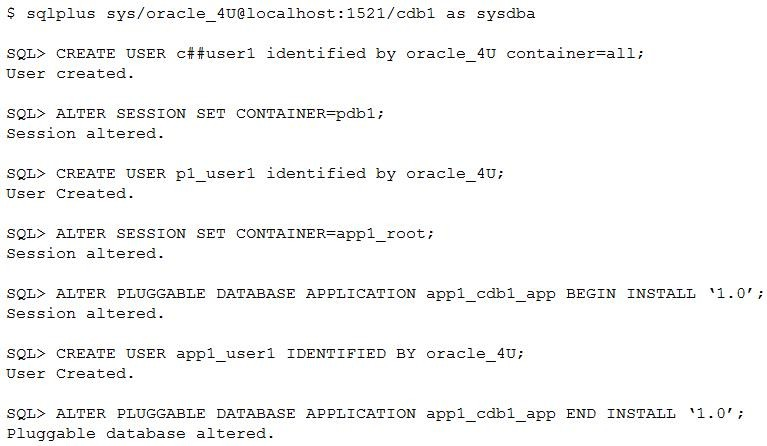 $ sqlplus sys/oracle_4U@localhost:1521/cdb1 as sysdba
SQL> CREATE USER c##user1 identified by oracle_4U container=all;
User created.
SQL> ALTER SESSION SET CONTAINER=pdb1;
Session altered.
SQL> CREATE USER p1_user1 identified by oracle_4U;
User Created.
SQL> ALTER SESSION SET CONTAINER=app1_root;
Session altered.
SQL> ALTER PLUGGABLE DATABASE APPLICATION app1_cdb1_app BEGIN INSTALL ‘1.0’;
Session altered.
SQL> CREATE USER app1_user1 IDENTIFIED BY oracle_4U;
User Created.
SQL> ALTER PLUGGABLE DATABASE APPLICATION app1_cdb1_app END INSTALL ‘1.0’;
Pluggable database altered.